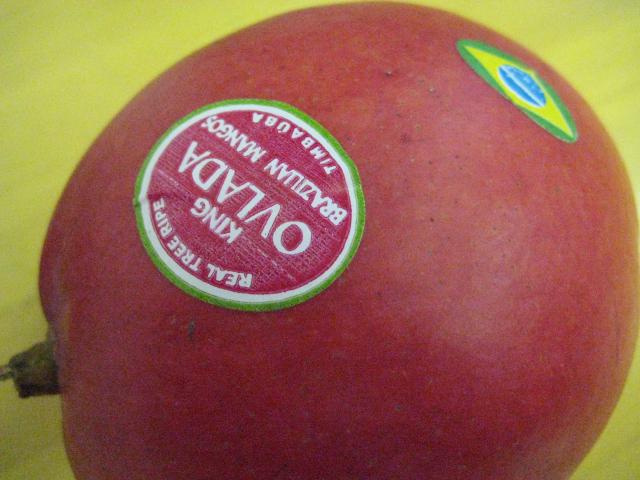 REAL TREE RIPE
KING
OVLADA
BRAZILIAN MANGOS
TIMBAUBA